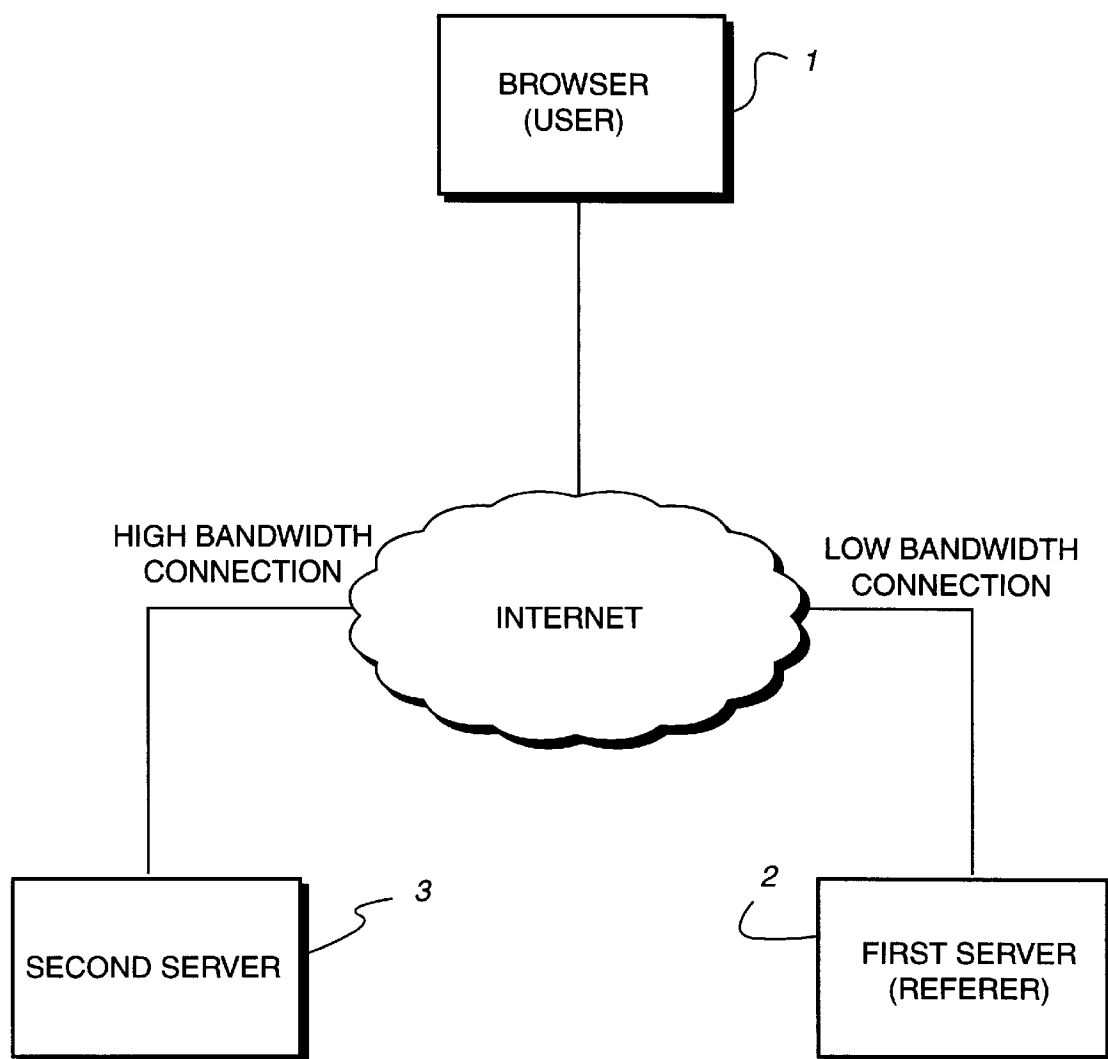 BROWSER
(USER)
1
HIGH BANDWIDTH
CONNECTION
LOW BANDWIDTH
CONNECTION
INTERNET
3
2
SECOND SERVER
FIRST SERVER
(REFERER)